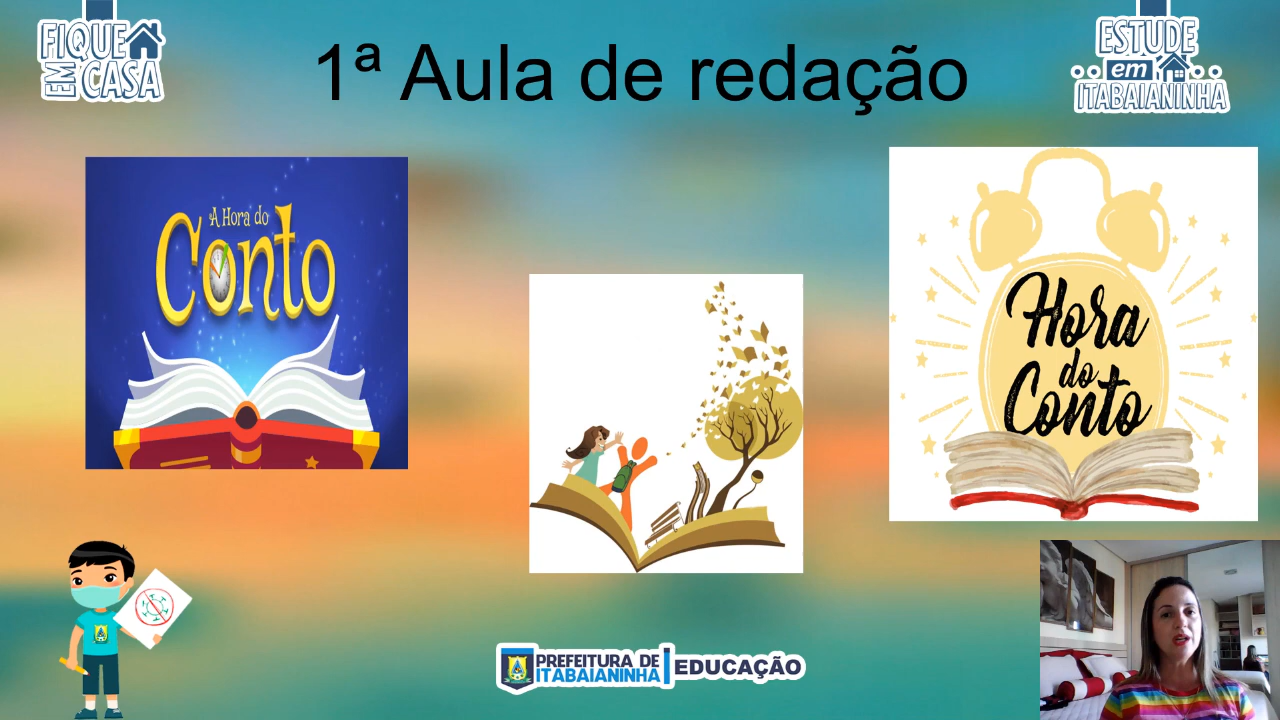 FIQUE
EM CASA
1ª Aula de redação
ESTUDE
em
ITABAIANINHA
A Hora do
Conto
Hora
do
Conto
PREFEITURA DE
ITABAIANINHA
EDUCAÇÃO